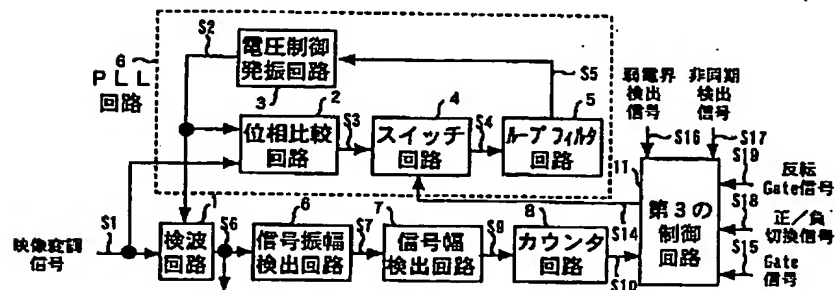 S2
6
PLL
回路
電圧制御
発振回路
3
S5
2
位相比較
回路
S3
4
スイッチ
回路
S4
5
ループフィルタ
回路
弱電界
検出
信号
非同期
検出
信号
S16
S17
11
S19
反転
Gate信号
第3の
制御
回路
S18
正/負
切換信号
S15
Gate
信号
S14
映像変調
信号
S1
1
検波
回路
S6
6
信号振幅
検出回路
S7
7
信号幅
検出回路
S9
8
カウンタ
回路
S10